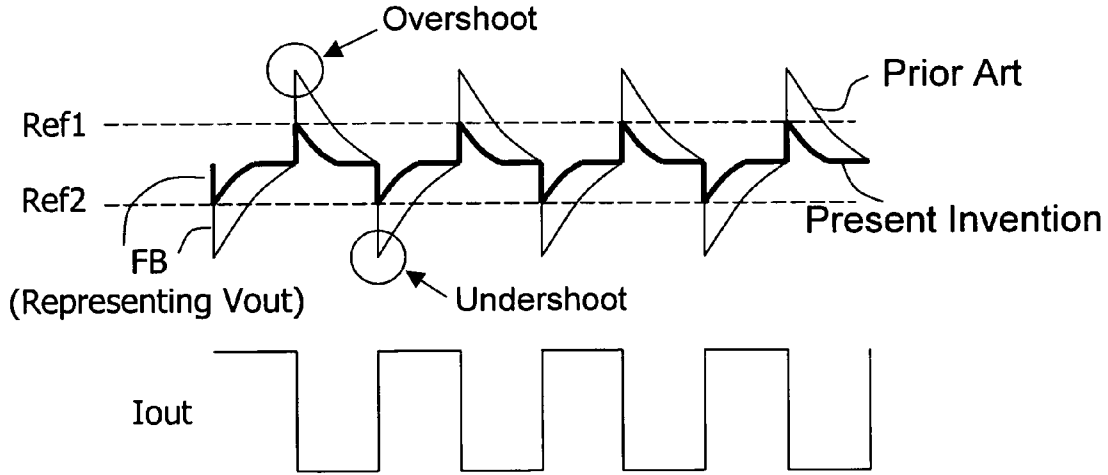 Overshoot
Prior Art
Ref1
Ref2
Present Invention
FB
(Representing Vout)
Undershoot
Iout